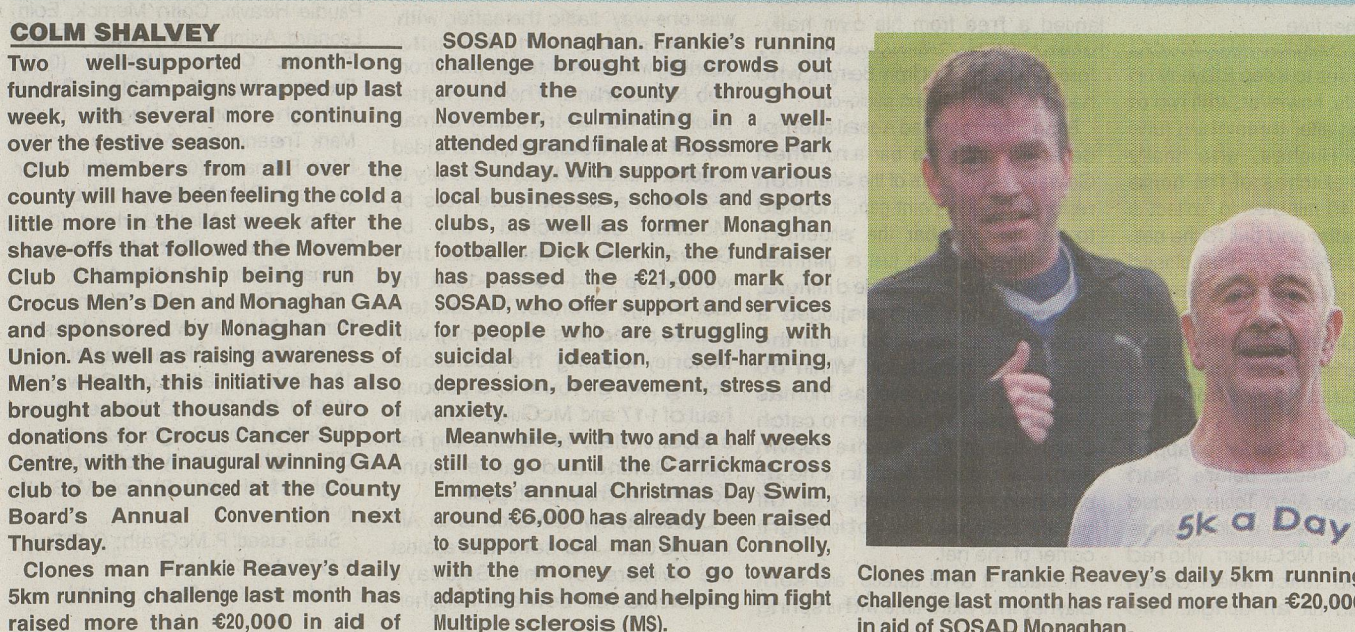 COLM SHALVEY
Two well-supported month-long
fundraising campaigns wrapped up last
week, with several more continuing
over the festive season.
Club members from all over the
county will have been feeling the cold a
little more in the last week after the
shave-offs that followed the Movember
Club Championship being run by
Crocus Men's Den and Monaghan GAA
and sponsored by Monaghan Credit
Union. As well as raising awareness of
Men's Health, this initiative has also
brought about thousands of euro of
donations for Crocus Cancer Support
Centre, with the inaugural winning GAA
club to be announced at the County
Board's Annual Convention next
Thursday.
Clones man Frankie Reavey's daily
5km running challenge last month has
raised more than €20,000 in aid of
SOSAD Monaghan. Frankie's running
challenge brought big crowds out
around the county throughout
November, culminating in a well-
attended grand finale at Rossmore Park
last Sunday. With support from various
local businesses, schools and sports
clubs, as well as former Monaghan
footballer Dick Clerkin, the fundraiser
has passed the €21,000 mark for
SOSAD, who offer support and services
for people who are struggling with
suicidal ideation, self-harming,
depression, bereavement, stress and
anxiety.
Meanwhile, with two and a half weeks
still to go until the Carrickmacross
Emmets' annual Christmas Day Swim,
around €6,000 has already been raised
to support local man Shuan Connolly,
with the money set to go towards
adapting his home and helping him fight
Multiple sclerosis (MS).
5k a Day
Clones man Frankie Reavey's daily 5km running
challenge last month has raised more than €20,000
in aid of SOSAD Monaghan.